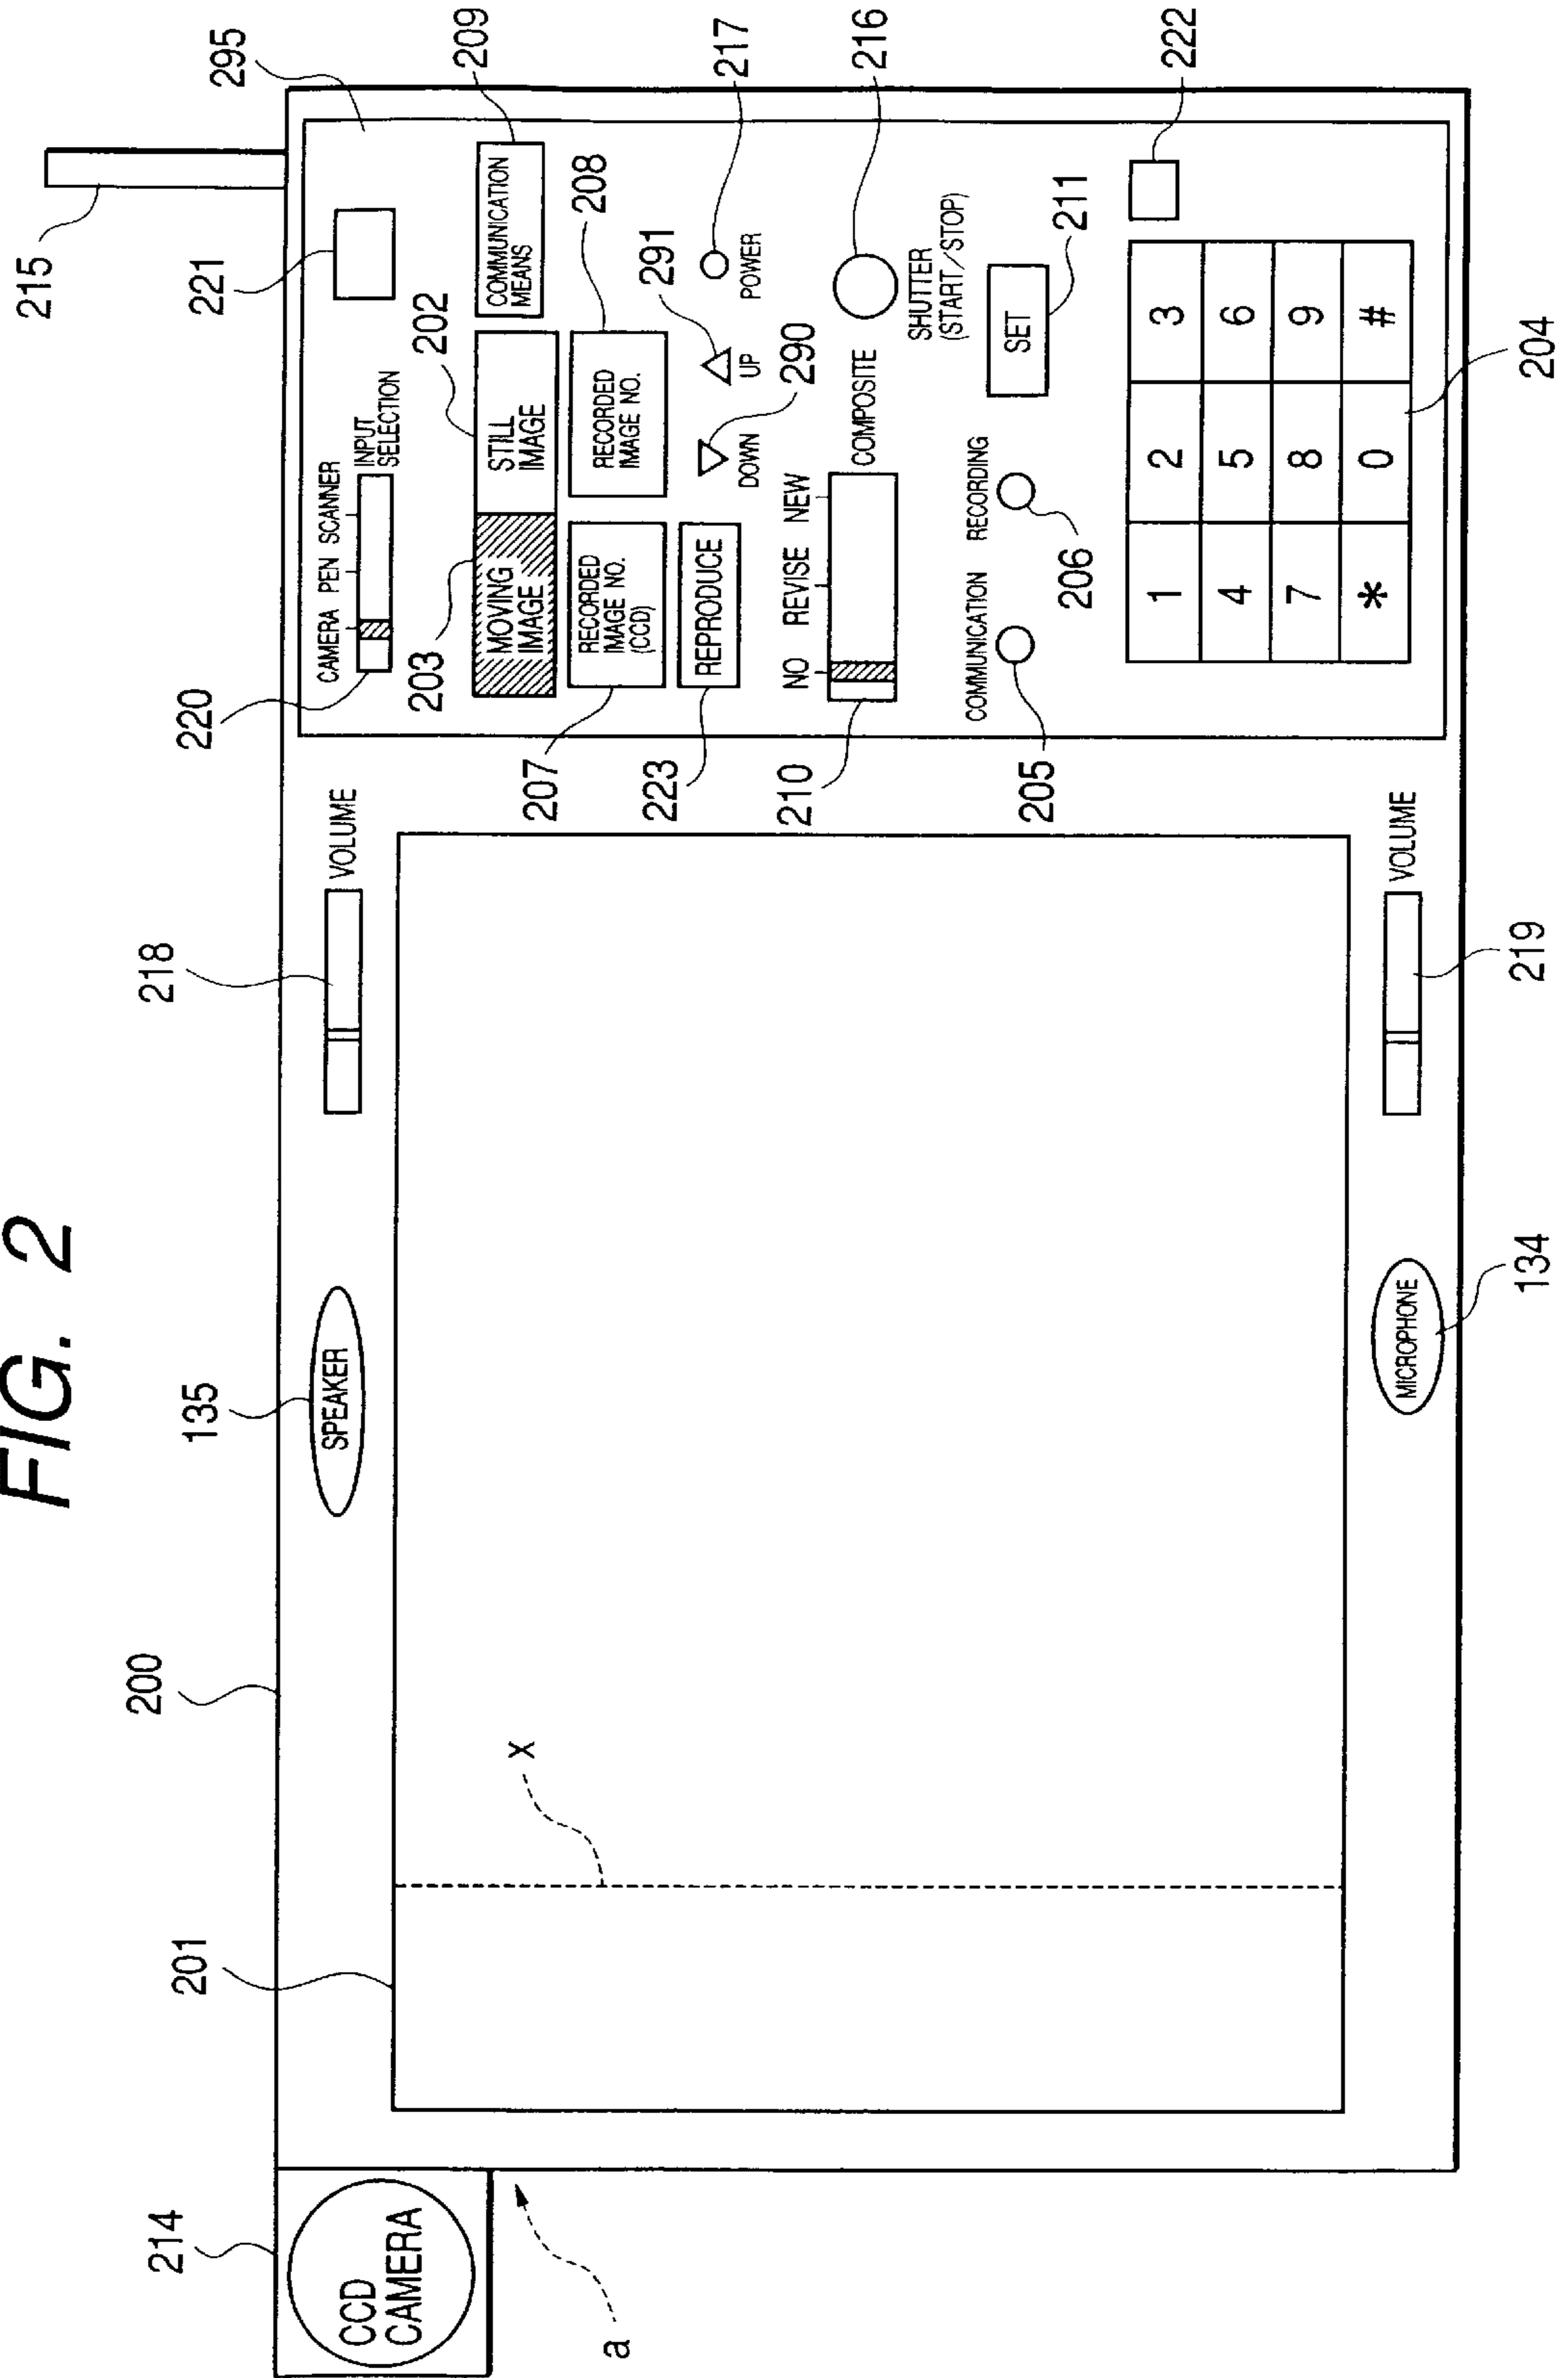 FIG. 2
214
CCD
CAMERA
a
201
x
200
135
SPEAKER
218
VOLUME
134
MICROPHONE
219
VOLUME
215
295
221
220
CAMERA PEN SCANNER
INPUT
SELECTION
203
MOVING
IMAGE
202
STILL
IMAGE
209
COMMUNICATION
MEANS
207
RECORDED
IMAGE NO.
(CCD)
208
RECORDED
IMAGE NO.
223
REPRODUCE
290
DOWN
291
UP
217
POWER
210
NO REVISE NEW
COMPOSITE
216
SHUTTER
(START/STOP)
205
COMMUNICATION
206
RECORDING
211
SET
222
1 2 3
4 5 6
7 8 9
* 0 #
204